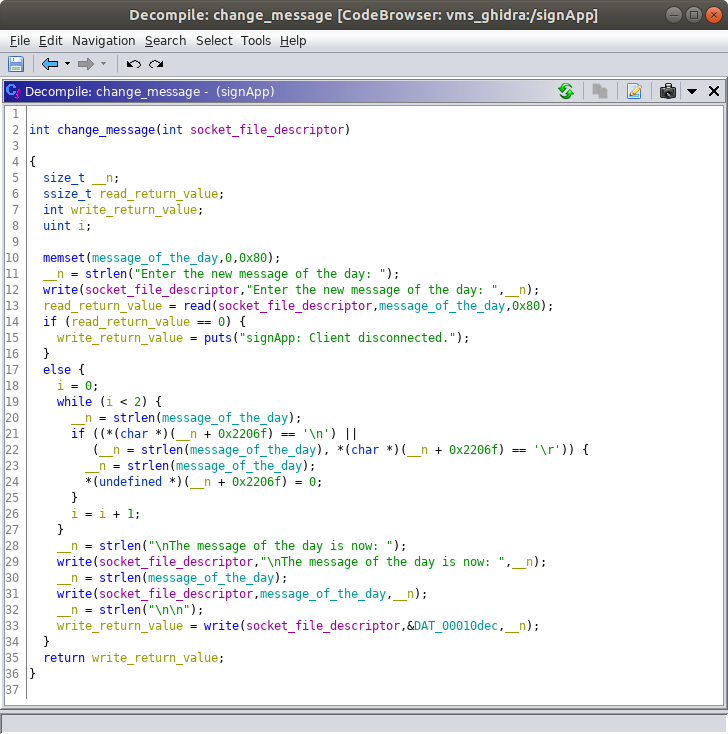 Decompile: change_message [CodeBrowser: vms_ghidra:/signApp]
File Edit Navigation Search Select Tools Help
Decompile: change_message - (signApp)
1
2 int change_message(int socket_file_descriptor)
3
4 {
5   size_t __n;
6   ssize_t read_return_value;
7   int write_return_value;
8   uint i;
9
10   memset(message_of_the_day,0,0x80);
11   __n = strlen("Enter the new message of the day: ");
12   write(socket_file_descriptor,"Enter the new message of the day: ",__n);
13   read_return_value = read(socket_file_descriptor,message_of_the_day,0x80);
14   if (read_return_value == 0) {
15     write_return_value = puts("signApp: Client disconnected.");
16   }
17   else {
18     i = 0;
19     while (i < 2) {
20       __n = strlen(message_of_the_day);
21       if ((*(char *)(__n + 0x2206f) == '\n') ||
22          (__n = strlen(message_of_the_day), *(char *)(__n + 0x2206f) == '\r')) {
23         __n = strlen(message_of_the_day);
24         *(undefined *)(__n + 0x2206f) = 0;
25       }
26       i = i + 1;
27     }
28     __n = strlen("\nThe message of the day is now: ");
29     write(socket_file_descriptor,"\nThe message of the day is now: ",__n);
30     __n = strlen(message_of_the_day);
31     write(socket_file_descriptor,message_of_the_day,__n);
32     __n = strlen("\n\n");
33     write_return_value = write(socket_file_descriptor,&DAT_00010dec,__n);
34   }
35   return write_return_value;
36 }
37